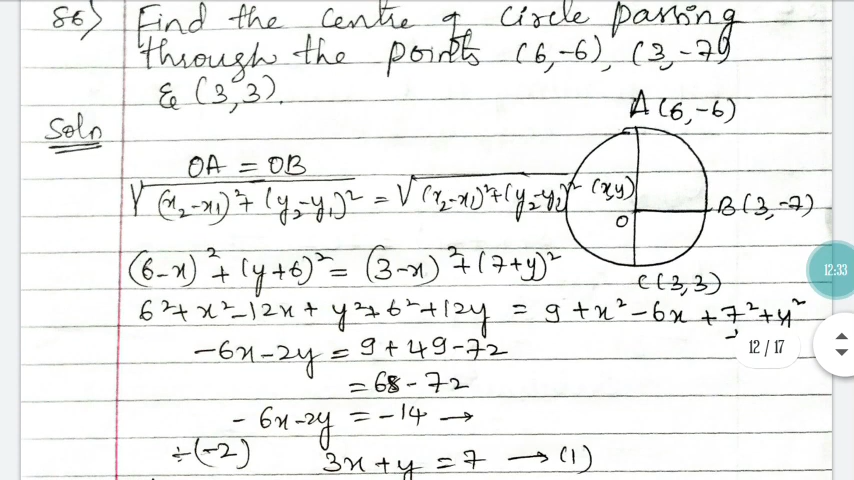 86) Find the centre of circle passing
through the points (6,-6), (3,-7)
& (3,3).
Soln
A (6,-6)
OA = OB
√(x₂-x₁)²+(y₂-y₁)² = √(x₂-x₁)²+(y₂-y₁)²
(x,y)
O
B(3,-7)
(6-x)²+(y+6)² = (3-x)²+(7+y)²
C(3,3)
6²+x²-12x+y²+6²+12y = 9+x²-6x+7²+y²
-6x-2y = 9+49-72
= 68-72
-6x-2y = -14 →
÷(-2) 3x+y = 7 → (1)
12:33
12 / 17